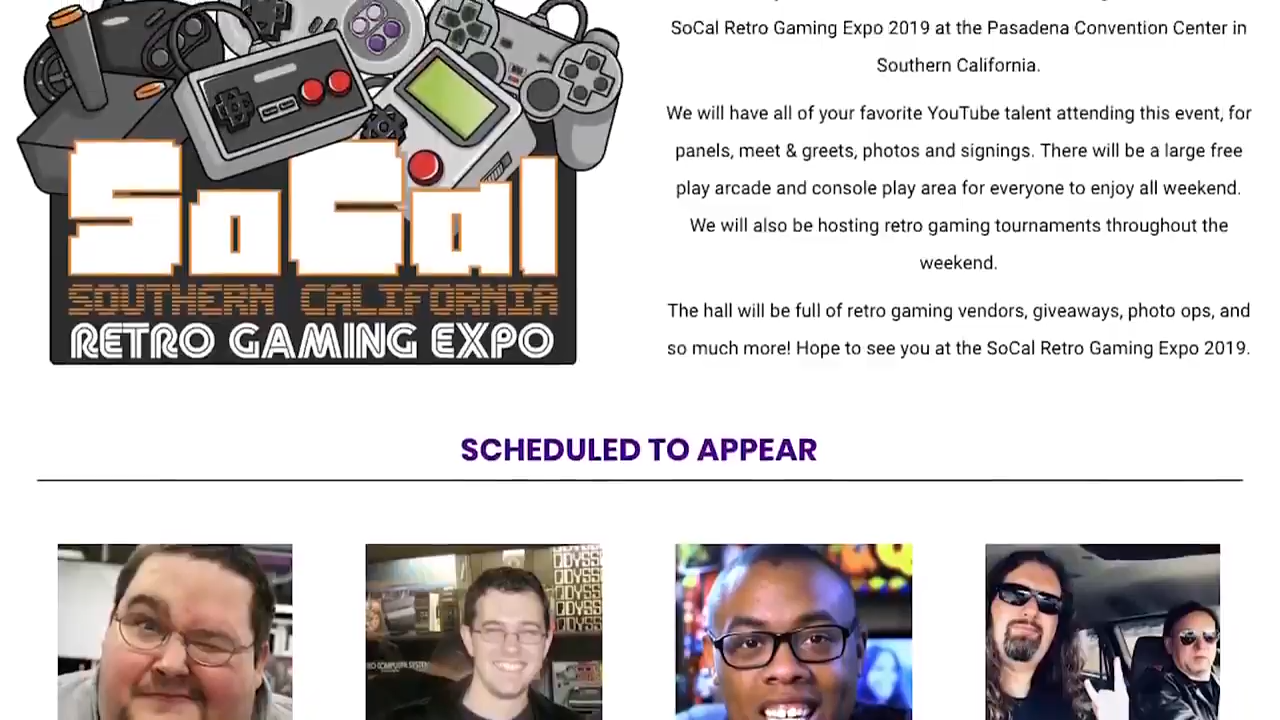 SoCal
SOUTHERN CALIFORNIA
RETRO GAMING EXPO
SoCal Retro Gaming Expo 2019 at the Pasadena Convention Center in
Southern California.
We will have all of your favorite YouTube talent attending this event, for
panels, meet & greets, photos and signings. There will be a large free
play arcade and console play area for everyone to enjoy all weekend.
We will also be hosting retro gaming tournaments throughout the
weekend.
The hall will be full of retro gaming vendors, giveaways, photo ops, and
so much more! Hope to see you at the SoCal Retro Gaming Expo 2019.
SCHEDULED TO APPEAR